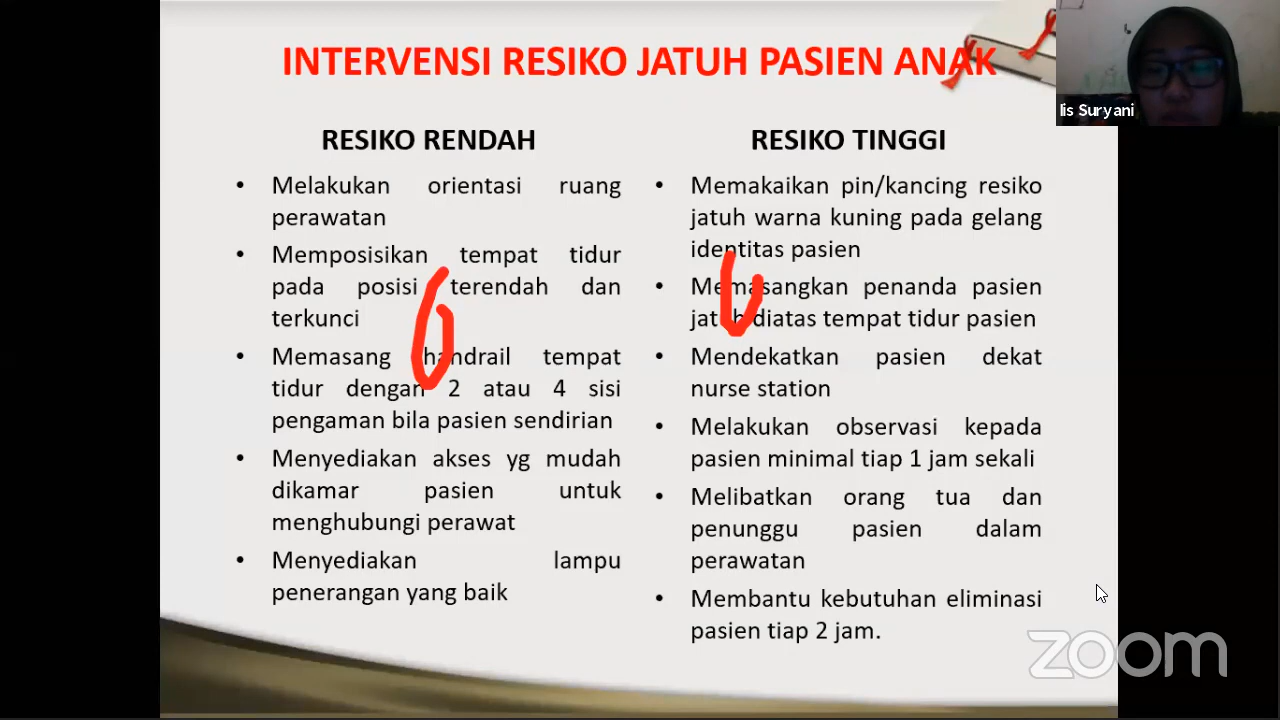 INTERVENSI RESIKO JATUH PASIEN ANAK
Iis Suryani
RESIKO RENDAH
• Melakukan orientasi ruang
perawatan
• Memposisikan tempat tidur
pada posisi terendah dan
terkunci
• Memasang handrail tempat
tidur dengan 2 atau 4 sisi
pengaman bila pasien sendirian
• Menyediakan akses yg mudah
dikamar pasien untuk
menghubungi perawat
• Menyediakan lampu
penerangan yang baik
RESIKO TINGGI
• Memakaikan pin/kancing resiko
jatuh warna kuning pada gelang
identitas pasien
• Memasangkan penanda pasien
jatuh diatas tempat tidur pasien
• Mendekatkan pasien dekat
nurse station
• Melakukan observasi kepada
pasien minimal tiap 1 jam sekali
• Melibatkan orang tua dan
penunggu pasien dalam
perawatan
• Membantu kebutuhan eliminasi
pasien tiap 2 jam.
zoom